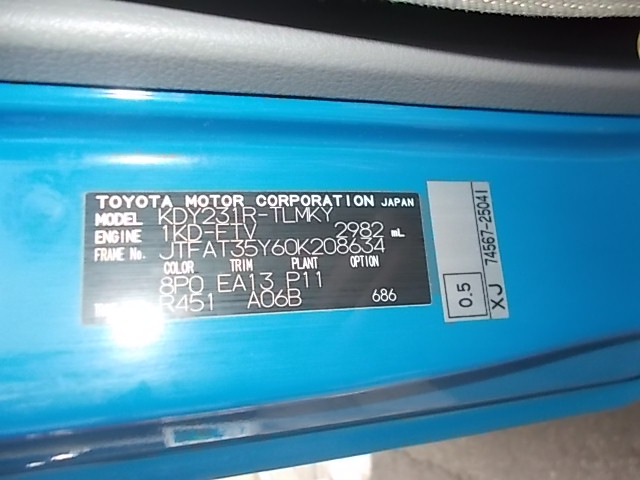 TOYOTA MOTOR CORPORATION JAPAN
MODEL KDY231R-TLMKY
ENGINE 1KD-FTV 2982 mL
FRAME No. JTFAT35Y60K208634
COLOR TRIM PLANT OPTION
8P0 EA13 P11
R451 A06B 686
74567-25041
0.5 XJ